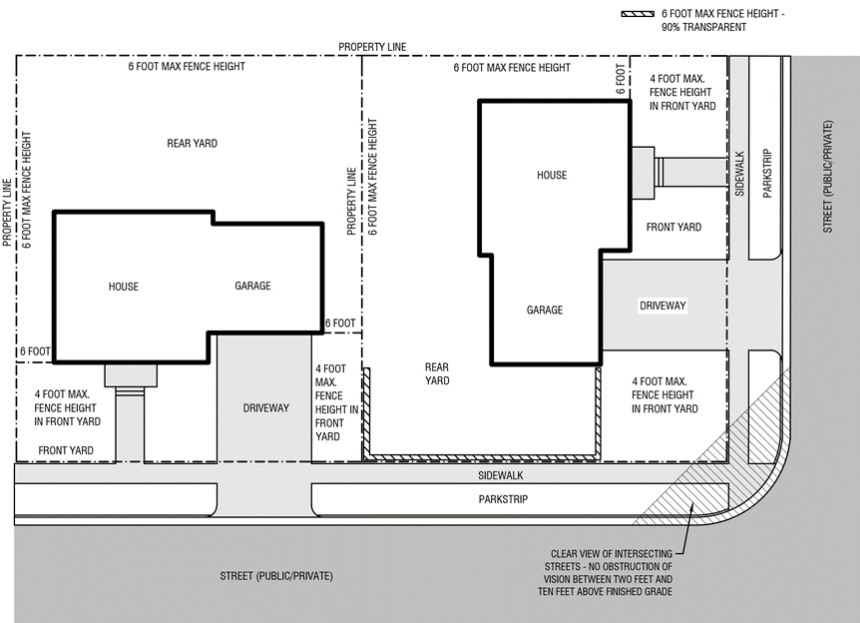 6 FOOT MAX FENCE HEIGHT -
90% TRANSPARENT
PROPERTY LINE
6 FOOT MAX FENCE HEIGHT
6 FOOT MAX FENCE HEIGHT
6 FOOT
4 FOOT MAX.
FENCE HEIGHT
IN FRONT YARD
PROPERTY LINE
6 FOOT MAX FENCE HEIGHT
REAR YARD
PROPERTY LINE
6 FOOT MAX FENCE HEIGHT
HOUSE
SIDEWALK
PARKSTRIP
STREET (PUBLIC/PRIVATE)
FRONT YARD
HOUSE
GARAGE
GARAGE
DRIVEWAY
6 FOOT
6 FOOT
4 FOOT MAX.
FENCE HEIGHT
IN FRONT YARD
FRONT YARD
DRIVEWAY
4 FOOT
MAX.
FENCE
HEIGHT IN
FRONT
YARD
REAR
YARD
4 FOOT MAX.
FENCE HEIGHT
IN FRONT YARD
SIDEWALK
PARKSTRIP
CLEAR VIEW OF INTERSECTING
STREETS - NO OBSTRUCTION OF
VISION BETWEEN TWO FEET AND
TEN FEET ABOVE FINISHED GRADE
STREET (PUBLIC/PRIVATE)